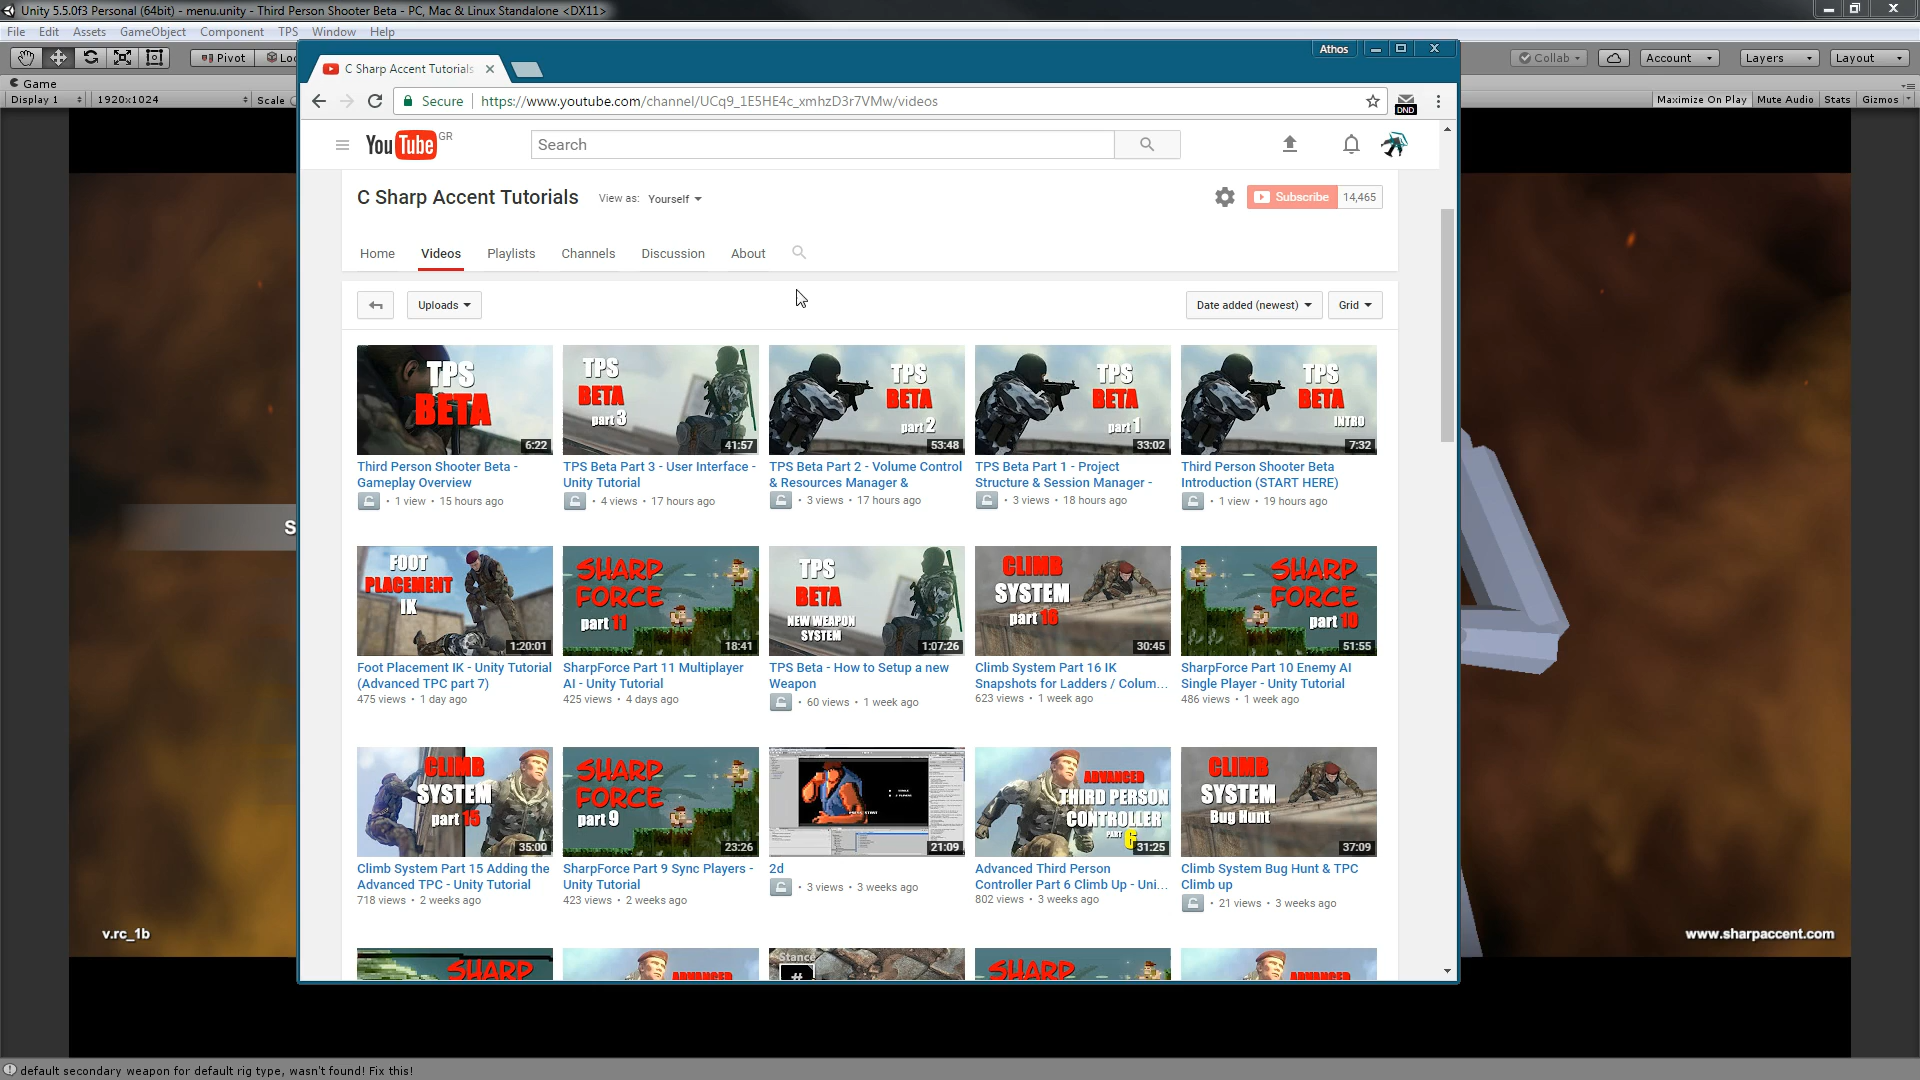 Unity 5.5.0f3 Personal (64bit) - menu.unity - Third Person Shooter Beta - PC, Mac & Linux Standalone <DX11>
File Edit Assets GameObject Component TPS Window Help
Athos
Pivot
Collab
Account
Layers
Layout
C Sharp Accent Tutorials
Game
Display 1
1920x1024
Scale
Secure
https://www.youtube.com/channel/UCq9_1E5HE4c_xmhzD3r7VMw/videos
DND
Maximize On Play
Mute Audio
Stats
Gizmos
YouTube GR
Search
C Sharp Accent Tutorials
View as: Yourself
Subscribe 14,465
Home Videos Playlists Channels Discussion About
Uploads
Date added (newest)
Grid
TPS
BETA
6:22
TPS
BETA
part 3
41:57
TPS
BETA
part 2
53:48
TPS
BETA
part 1
33:02
TPS
BETA
INTRO
7:32
Third Person Shooter Beta -
Gameplay Overview
1 view • 15 hours ago
TPS Beta Part 3 - User Interface -
Unity Tutorial
4 views • 17 hours ago
TPS Beta Part 2 - Volume Control
& Resources Manager &
3 views • 17 hours ago
TPS Beta Part 1 - Project
Structure & Session Manager -
3 views • 18 hours ago
Third Person Shooter Beta
Introduction (START HERE)
1 view • 19 hours ago
S
FOOT
PLACEMENT
IK
1:20:01
SHARP
FORCE
part 11
18:41
TPS
BETA
NEW WEAPON
SYSTEM
1:07:26
CLIMB
SYSTEM
part 16
30:45
SHARP
FORCE
part 10
51:55
Foot Placement IK - Unity Tutorial
(Advanced TPC part 7)
475 views • 1 day ago
SharpForce Part 11 Multiplayer
AI - Unity Tutorial
425 views • 4 days ago
TPS Beta - How to Setup a new
Weapon
60 views • 1 week ago
Climb System Part 16 IK
Snapshots for Ladders / Colum...
623 views • 1 week ago
SharpForce Part 10 Enemy AI
Single Player - Unity Tutorial
486 views • 1 week ago
CLIMB
SYSTEM
part 15
35:00
SHARP
FORCE
part 9
23:26
21:09
ADVANCED
THIRD PERSON
CONTROLLER
PART 6
31:25
CLIMB
SYSTEM
Bug Hunt
37:09
Climb System Part 15 Adding the
Advanced TPC - Unity Tutorial
718 views • 2 weeks ago
SharpForce Part 9 Sync Players -
Unity Tutorial
423 views • 2 weeks ago
2d
3 views • 3 weeks ago
Advanced Third Person
Controller Part 6 Climb Up - Uni...
802 views • 3 weeks ago
Climb System Bug Hunt & TPC
Climb up
21 views • 3 weeks ago
v.rc_1b
www.sharpaccent.com
SHARP
ADVANCED
Stance
#
SHARP
ADVANCED
default secondary weapon for default rig type, wasn't found! Fix this!